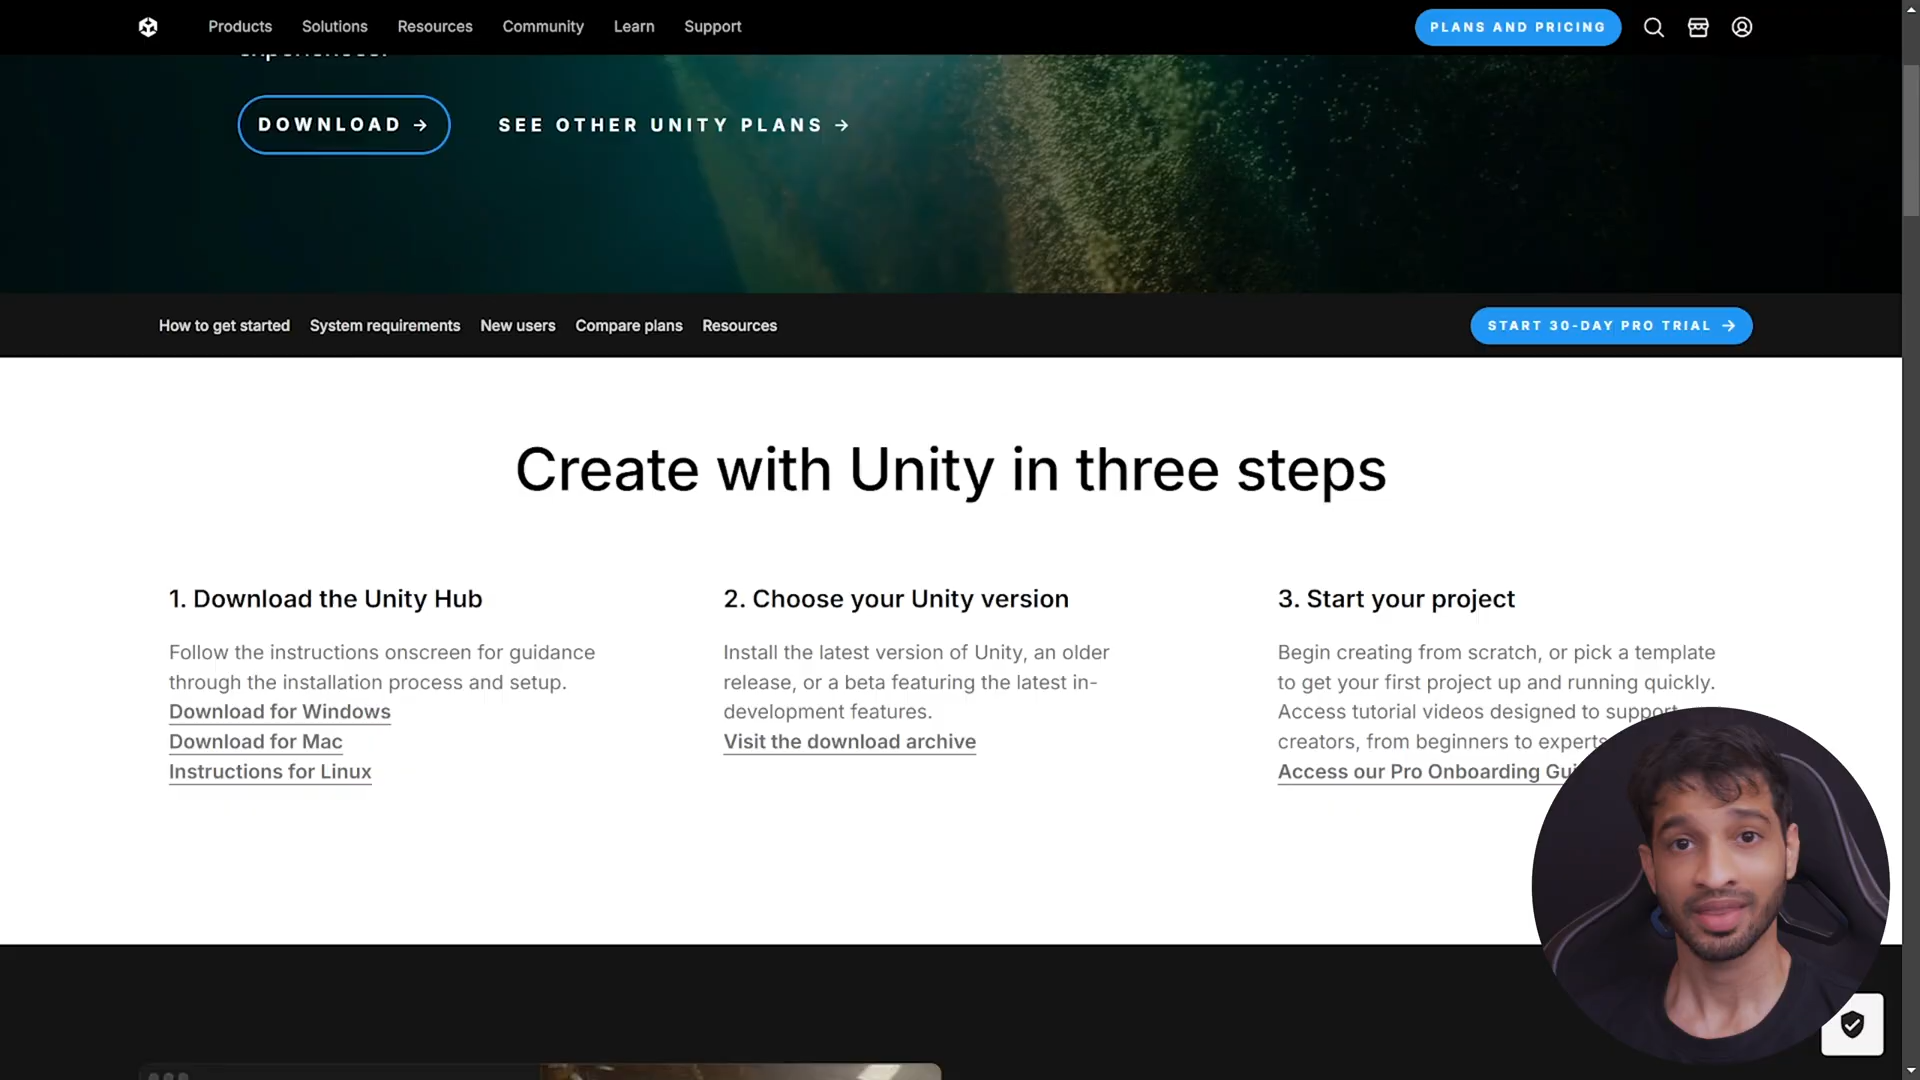 Products Solutions Resources Community Learn Support PLANS AND PRICING
DOWNLOAD → SEE OTHER UNITY PLANS →
How to get started System requirements New users Compare plans Resources START 30-DAY PRO TRIAL →
Create with Unity in three steps
1. Download the Unity Hub
Follow the instructions onscreen for guidance
through the installation process and setup.
Download for Windows
Download for Mac
Instructions for Linux
2. Choose your Unity version
Install the latest version of Unity, an older
release, or a beta featuring the latest in-
development features.
Visit the download archive
3. Start your project
Begin creating from scratch, or pick a template
to get your first project up and running quickly.
Access tutorial videos designed to support
creators, from beginners to experts
Access our Pro Onboarding